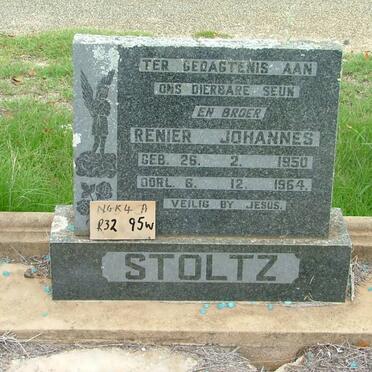 TER GEDAGTENIS AAN
ONS DIERBARE SEUN
EN BROER
RENIER JOHANNES
GEB. 26. 2. 1950
OORL. 6. 12. 1964.
VEILIG BY JESUS.
NGK4 A
R32 95W
STOLTZ